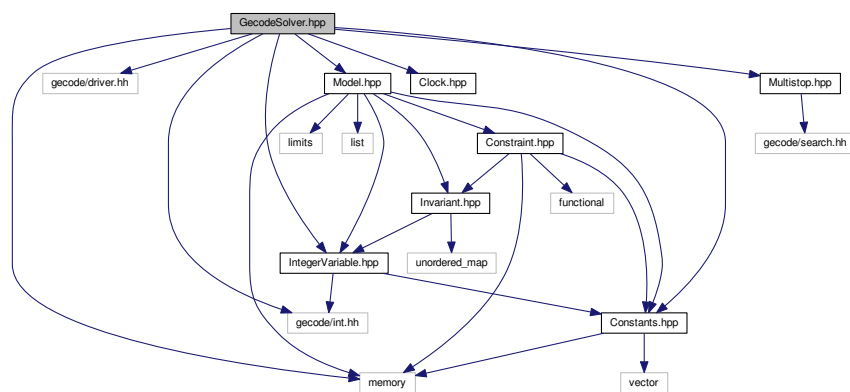 GecodeSolver.hpp
gecode/driver.hh
Model.hpp
Clock.hpp
Multistop.hpp
limits
list
Constraint.hpp
gecode/search.hh
Invariant.hpp
functional
IntegerVariable.hpp
unordered_map
gecode/int.hh
Constants.hpp
memory
vector